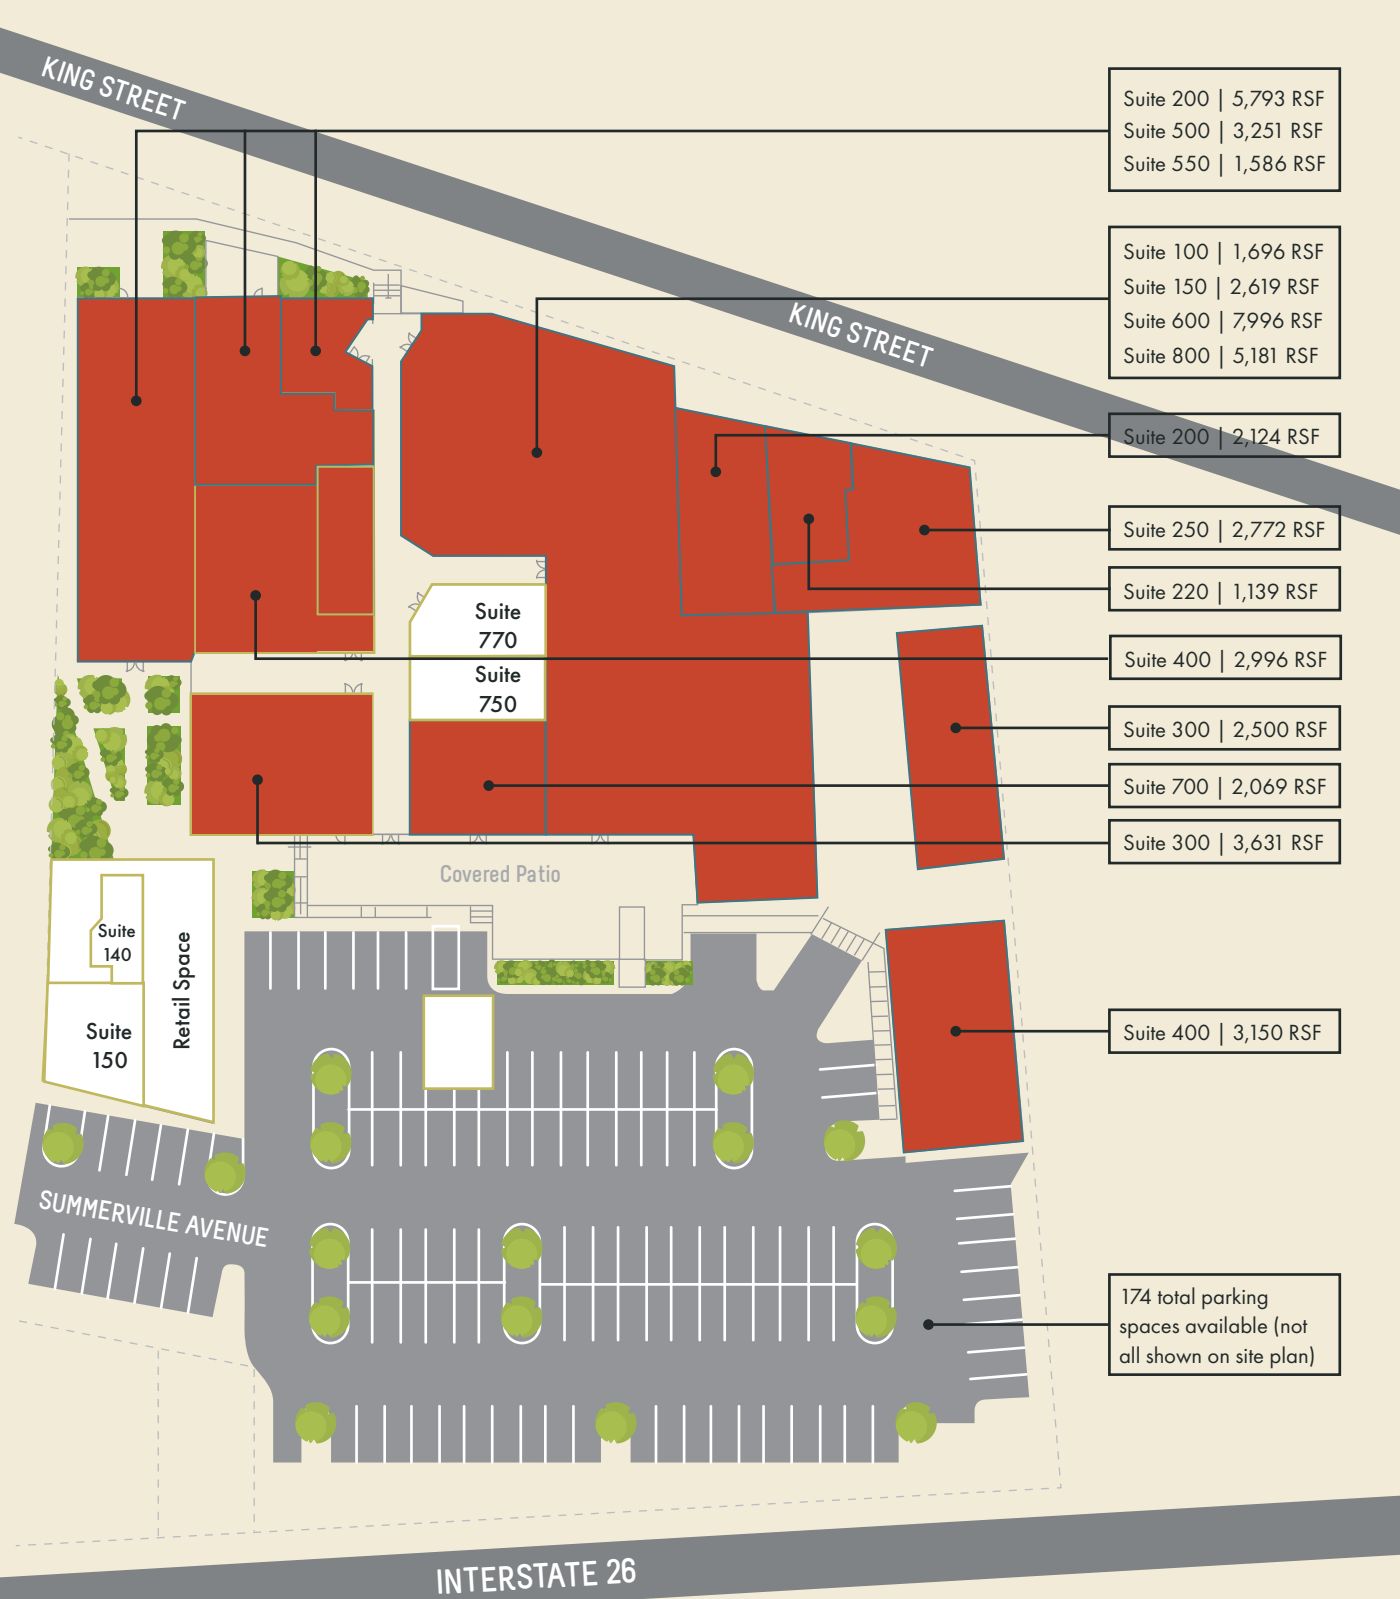 KING STREET
Suite 200 | 5,793 RSF
Suite 500 | 3,251 RSF
Suite 550 | 1,586 RSF
Suite 100 | 1,696 RSF
Suite 150 | 2,619 RSF
Suite 600 | 7,996 RSF
Suite 800 | 5,181 RSF
KING STREET
Suite 200 | 2,124 RSF
Suite 250 | 2,772 RSF
Suite 220 | 1,139 RSF
Suite 770
Suite 750
Suite 400 | 2,996 RSF
Suite 300 | 2,500 RSF
Suite 700 | 2,069 RSF
Suite 300 | 3,631 RSF
Covered Patio
Suite 140
Retail Space
Suite 150
Suite 400 | 3,150 RSF
SUMMERVILLE AVENUE
174 total parking
spaces available (not
all shown on site plan)
INTERSTATE 26